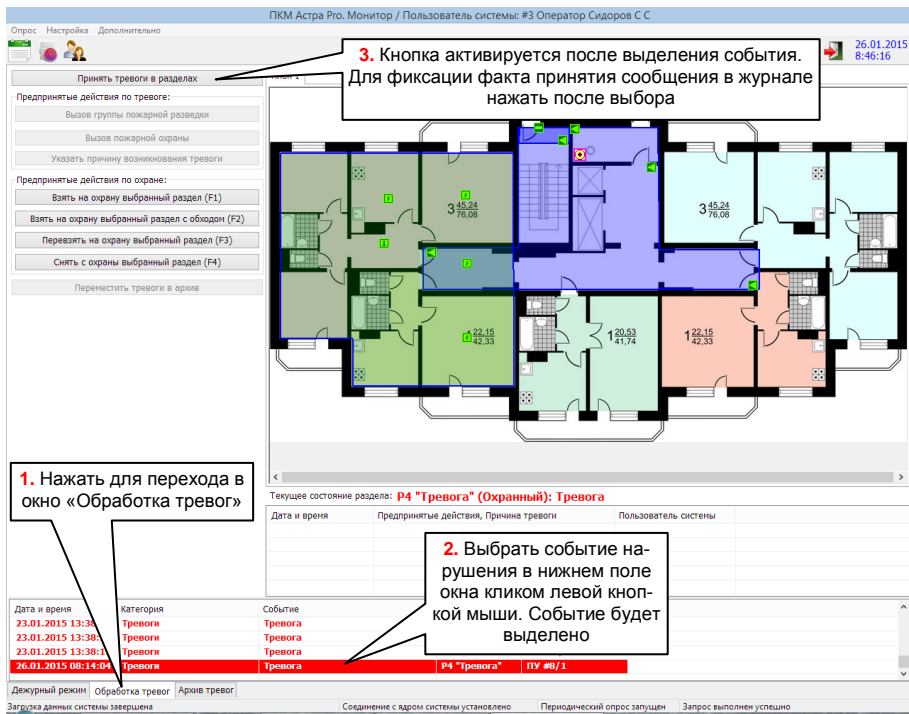 ПКМ Астра Pro. Монитор / Пользователь системы: #3 Оператор Сидоров С С
Опрос Настройка Дополнительно
26.01.2015
8:46:16
3. Кнопка активируется после выделения события.
Для фиксации факта принятия сообщения в журнале
нажать после выбора
Принять тревоги в разделах
Предпринятые действия по тревоге:
Вызов группы пожарной разведки
Вызов пожарной охраны
Указать причину возникновения тревоги
Предпринятые действия по охране:
Взять на охрану выбранный раздел (F1)
Взять на охрану выбранный раздел с обходом (F2)
Перевзять на охрану выбранный раздел (F3)
Снять с охраны выбранный раздел (F4)
Переместить тревоги в архив
3 45,24
76,08
3 45,24
76,08
22,15
42,33
1 20,53
41,74
1 22,15
42,33
1. Нажать для перехода в
окно «Обработка тревог»
Текущее состояние раздела: Р4 "Тревога" (Охранный): Тревога
Дата и время Предпринятые действия, Причина тревоги Пользователь системы
2. Выбрать событие на-
рушения в нижнем поле
окна кликом левой кноп-
кой мыши. Событие будет
выделено
Дата и время Категория Событие
23.01.2015 13:38 Тревоги Тревога
23.01.2015 13:38: Тревоги Тревога
23.01.2015 13:38:1 Тревоги Тревога
26.01.2015 08:14:04 Тревоги Тревога Р4 "Тревога" ПУ #8/1
Дежурный режим Обработка тревог Архив тревог
Загрузка данных системы завершена Соединение с ядром системы установлено Периодический опрос запущен Запрос выполнен успешно